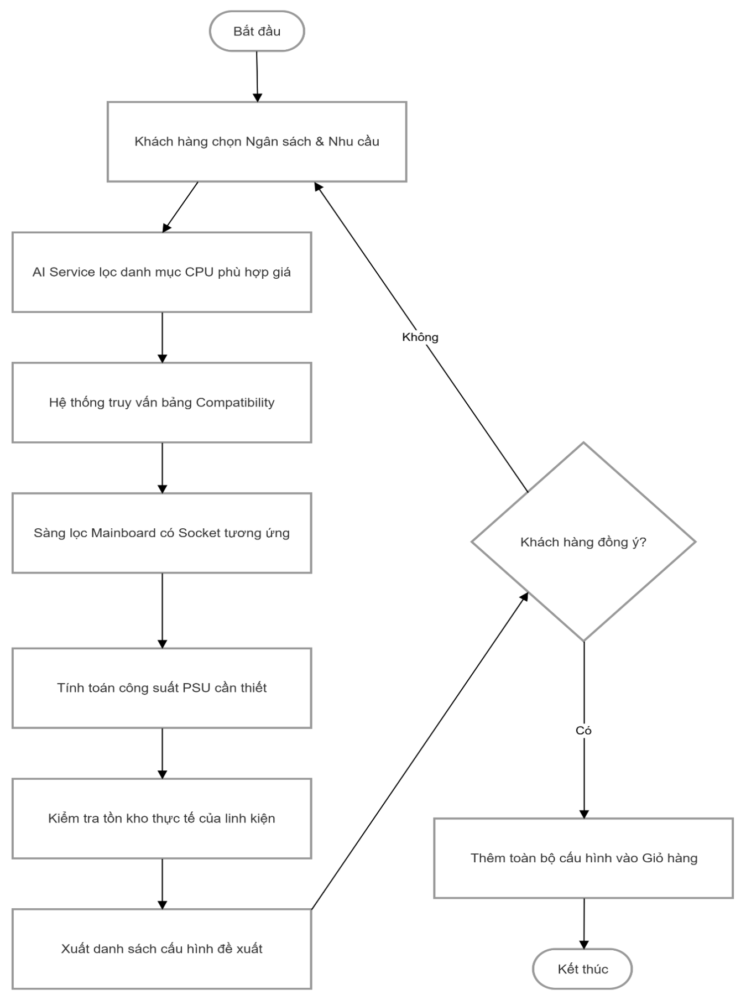 Bắt đầu
Khách hàng chọn Ngân sách & Nhu cầu
AI Service lọc danh mục CPU phù hợp giá
Hệ thống truy vấn bảng Compatibility
Sàng lọc Mainboard có Socket tương ứng
Tính toán công suất PSU cần thiết
Kiểm tra tồn kho thực tế của linh kiện
Xuất danh sách cấu hình đề xuất
Khách hàng đồng ý?
Không
Có
Thêm toàn bộ cấu hình vào Giỏ hàng
Kết thúc